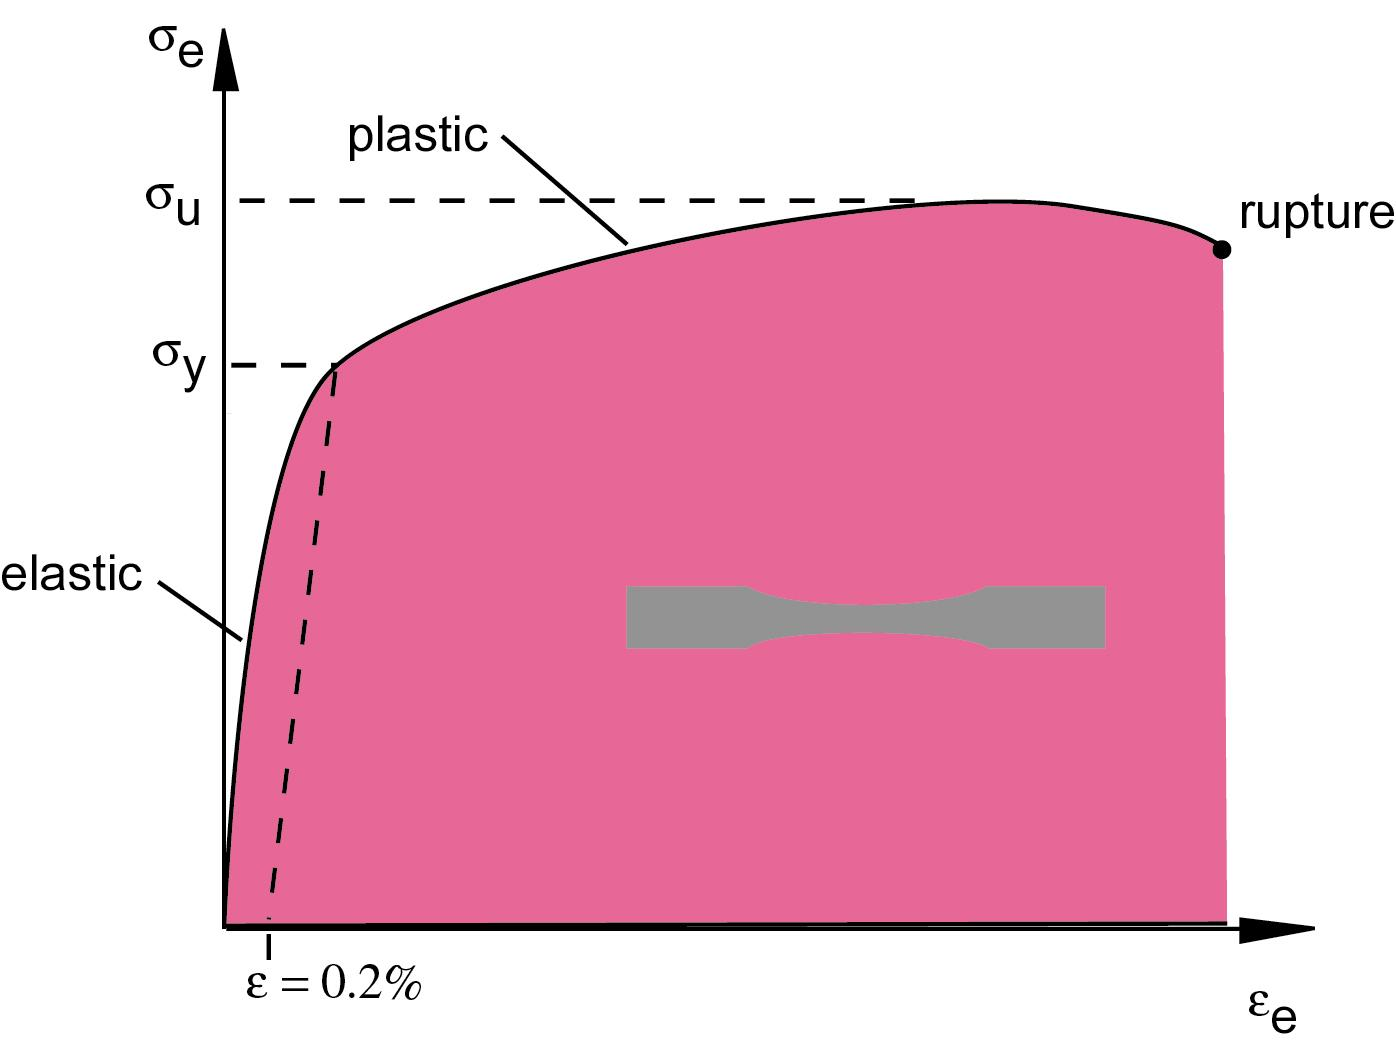 σe
plastic
σu
rupture
σy
elastic
ε = 0.2%
εe